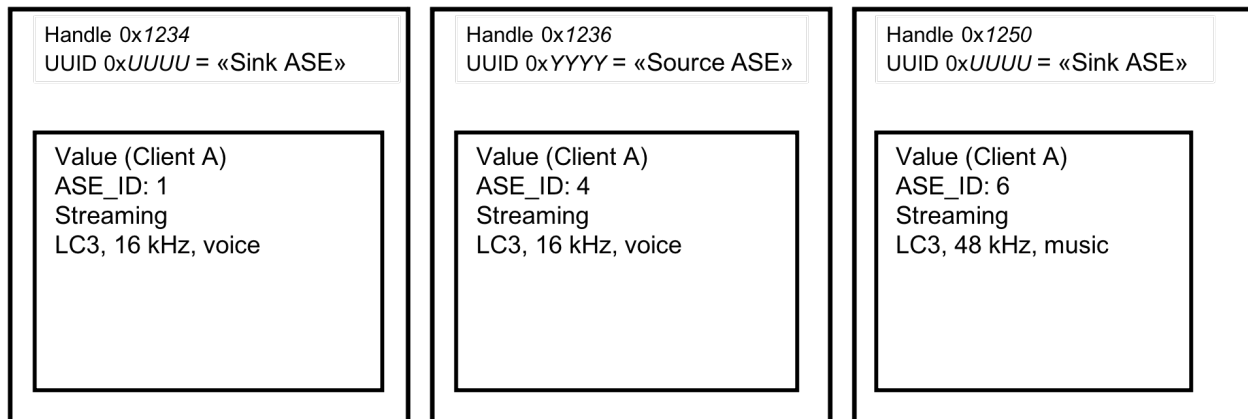 Handle 0x1234
UUID 0xUUUU = «Sink ASE»
Value (Client A)
ASE_ID: 1
Streaming
LC3, 16 kHz, voice
Handle 0x1236
UUID 0xYYYY = «Source ASE»
Value (Client A)
ASE_ID: 4
Streaming
LC3, 16 kHz, voice
Handle 0x1250
UUID 0xUUUU = «Sink ASE»
Value (Client A)
ASE_ID: 6
Streaming
LC3, 48 kHz, music